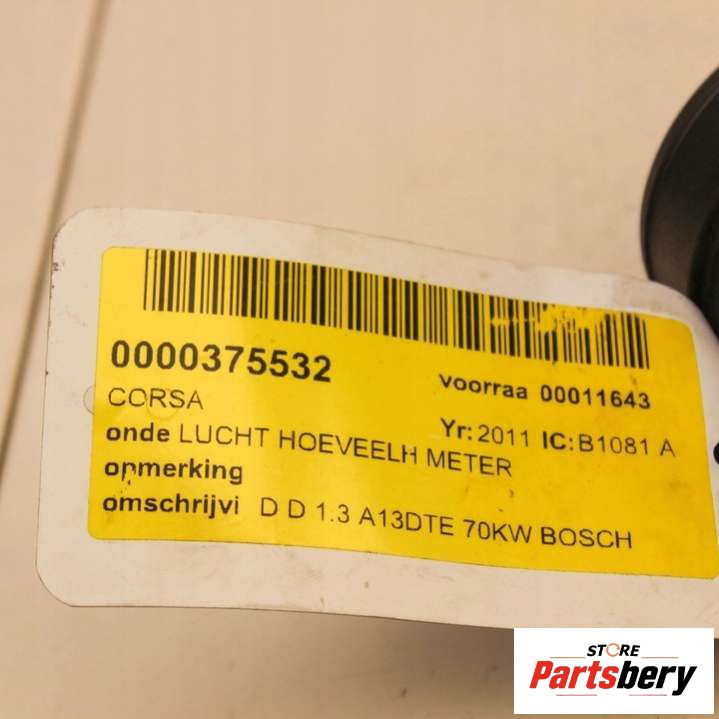 0000375532
voorraa 00011643
CORSA
Yr: 2011 IC: B1081 A
onde LUCHT HOEVEELH METER
opmerking
omschrijvi D D 1.3 A13DTE 70KW BOSCH
STORE
Partsbery